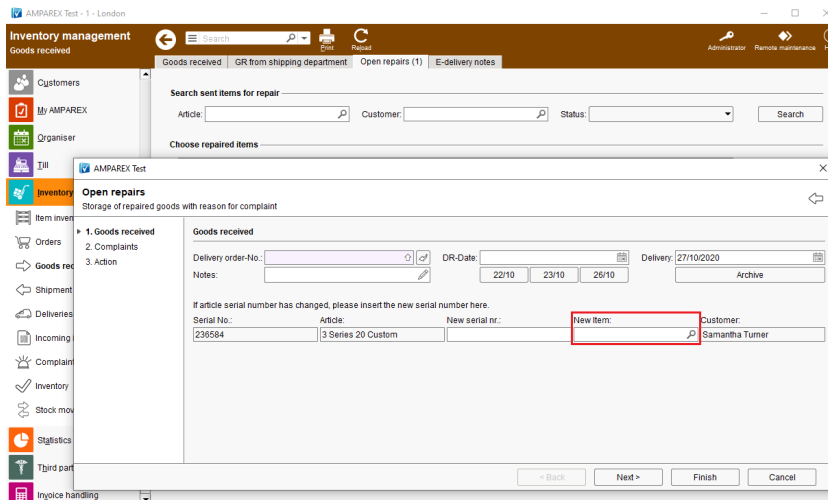 AMPAREX Test - 1 - London
Inventory management
Goods received
Search
Print
Reload
Administrator
Remote maintenance
Goods received
GR from shipping department
Open repairs (1)
E-delivery notes
Customers
My AMPAREX
Organiser
Till
Inventory
Item inven
Orders
Goods rec
Shipment
Deliveries
Incoming
Complain
Inventory
Stock mov
Statistics
Third part
Invoice handling
Search sent items for repair
Article:
Customer:
Status:
Search
Choose repaired items
AMPAREX Test
Open repairs
Storage of repaired goods with reason for complaint
1. Goods received
2. Complaints
3. Action
Goods received
Delivery order-No.:
DR-Date:
Delivery: 27/10/2020
Notes:
22/10
23/10
26/10
Archive
If article serial number has changed, please insert the new serial number here.
Serial No.: Article: New serial nr.: New Item: Customer:
236584 3 Series 20 Custom Samantha Turner
< Back
Next >
Finish
Cancel